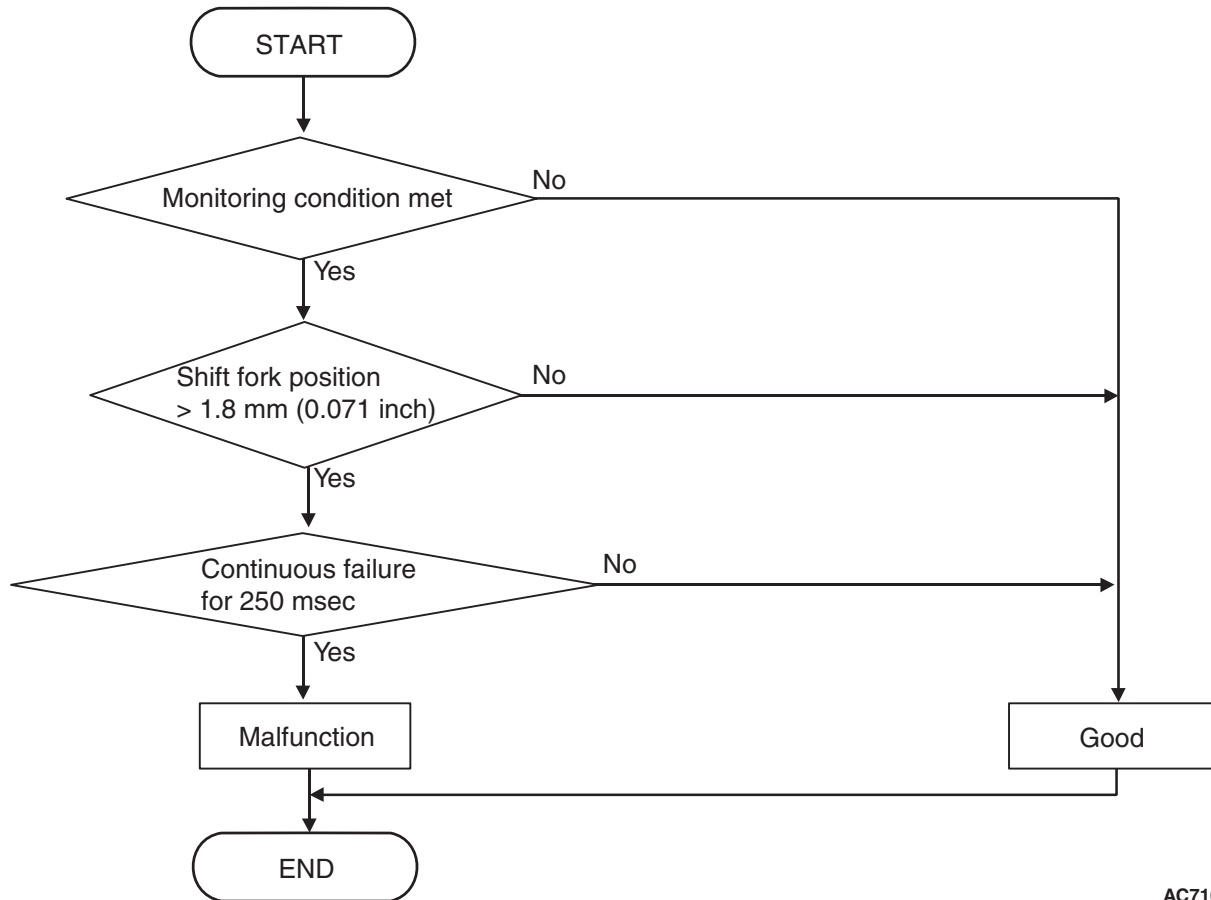 START
Monitoring condition met
No
Yes
Shift fork position
> 1.8 mm (0.071 inch)
No
Yes
Continuous failure
for 250 msec
No
Yes
Malfunction
Good
END